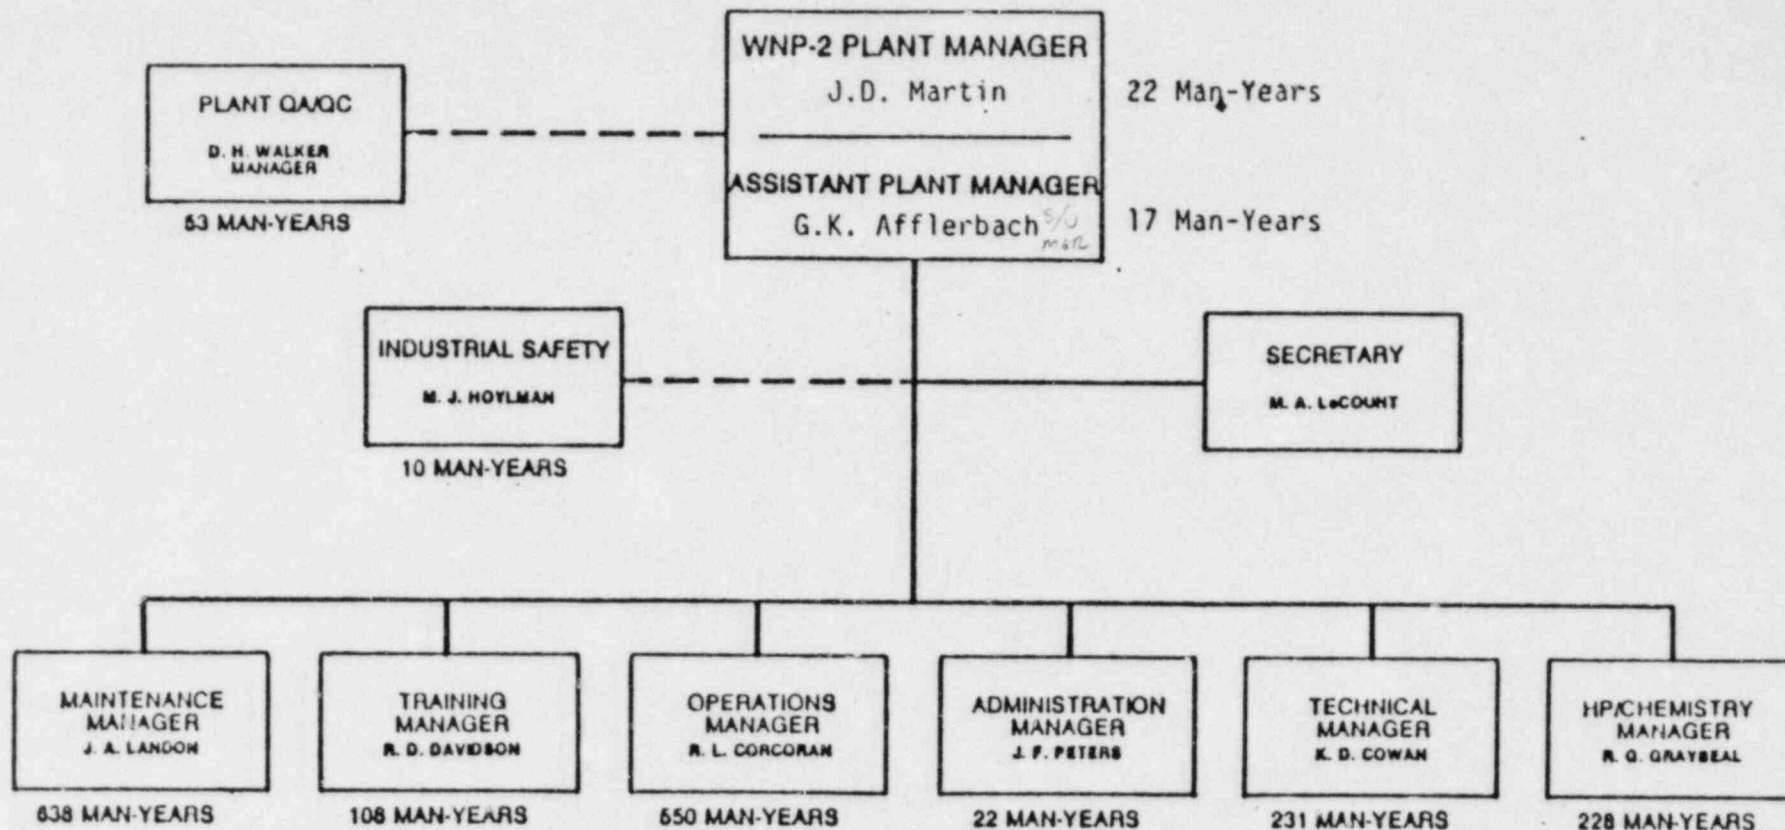 WNP-2 PLANT MANAGER
J.D. Martin
22 Man-Years
ASSISTANT PLANT MANAGER
G.K. Afflerbach
17 Man-Years
PLANT QA/QC
D. H. WALKER
MANAGER
53 MAN-YEARS
INDUSTRIAL SAFETY
M. J. HOYLMAN
10 MAN-YEARS
SECRETARY
M. A. LeCOUNT
MAINTENANCE
MANAGER
J. A. LANDON
MAN-YEARS
TRAINING
MANAGER
R. D. DAVIDSON
108 MAN-YEARS
OPERATIONS
MANAGER
R. L. CORCORAN
MAN-YEARS
ADMINISTRATION
MANAGER
J. F. PETERS
22 MAN-YEARS
TECHNICAL
MANAGER
K. D. COWAN
231 MAN-YEARS
HP/CHEMISTRY
MANAGER
R. G. GRAYBEAL
228 MAN-YEARS